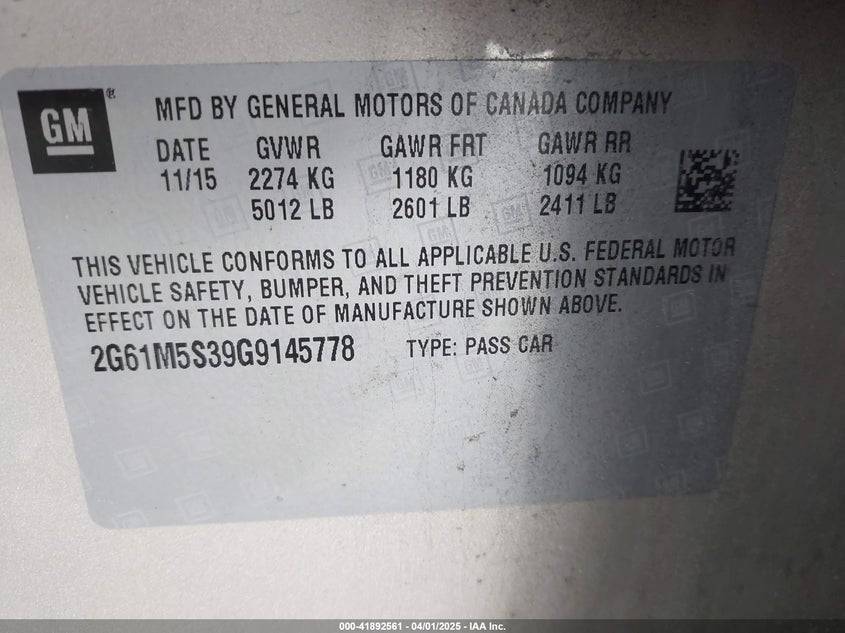 GM ®
MFD BY GENERAL MOTORS OF CANADA COMPANY
DATE GVWR GAWR FRT GAWR RR
11/15 2274 KG 1180 KG 1094 KG
5012 LB 2601 LB 2411 LB
THIS VEHICLE CONFORMS TO ALL APPLICABLE U.S. FEDERAL MOTOR
VEHICLE SAFETY, BUMPER, AND THEFT PREVENTION STANDARDS IN
EFFECT ON THE DATE OF MANUFACTURE SHOWN ABOVE.
2G61M5S39G9145778 TYPE: PASS CAR
000-41892561 - 04/01/2025 - IAA Inc.